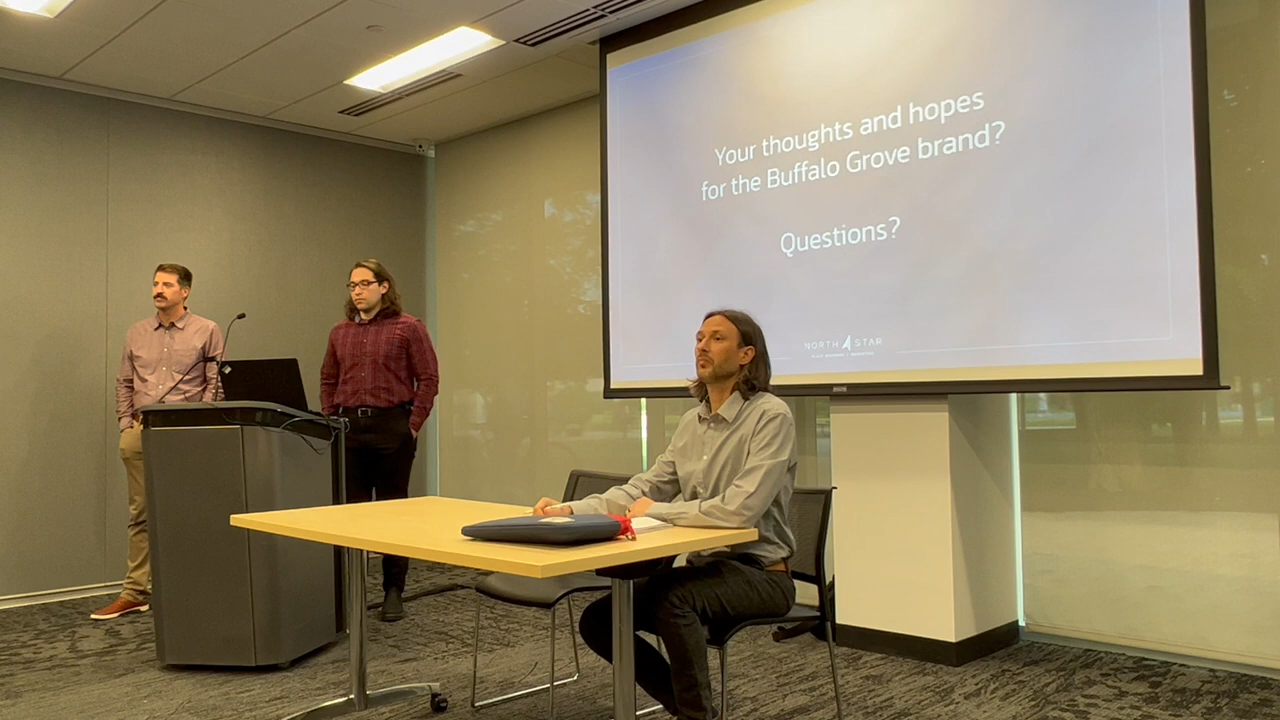 Your thoughts and hopes
for the Buffalo Grove brand?
Questions?
NORTH STAR